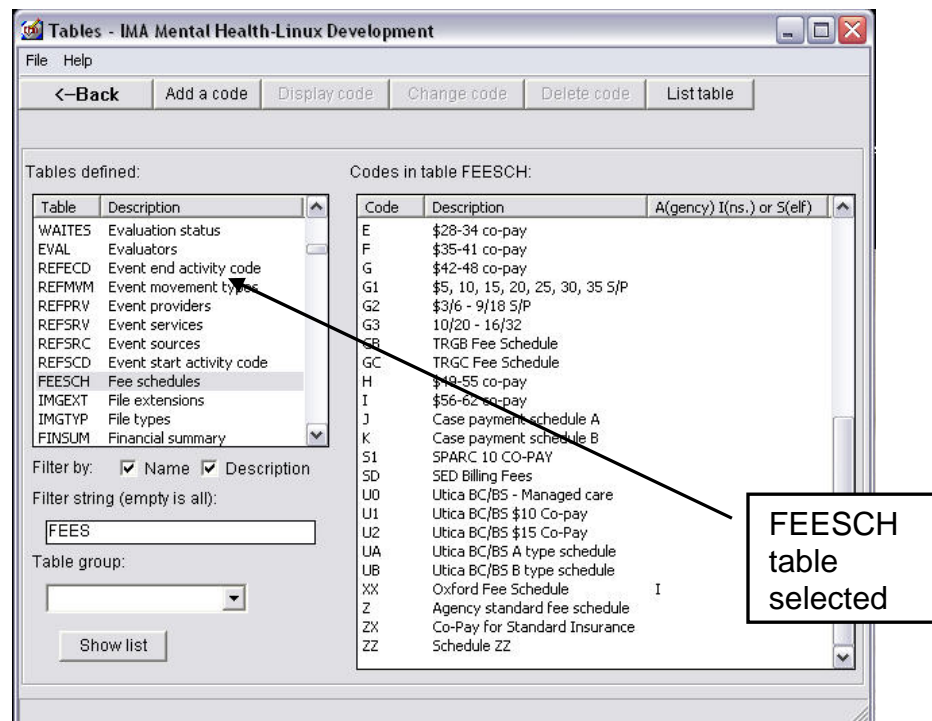 Tables - IMA Mental Health-Linux Development
File Help
<--Back Add a code Display code Change code Delete code List table
Tables defined:
Table Description
WAITES Evaluation status
EVAL Evaluators
REFECD Event end activity code
REFMVM Event movement types
REFPRV Event providers
REFSRV Event services
REFSRC Event sources
REFSCD Event start activity code
FEESCH Fee schedules
IMGEXT File extensions
IMGTYP File types
FINSUM Financial summary
Filter by: Name Description
Filter string (empty is all):
FEES
Table group:
Show list
Codes in table FEESCH:
Code Description A(gency) I(ns.) or S(elf)
E $28-34 co-pay
F $35-41 co-pay
G $42-48 co-pay
G1 $5, 10, 15, 20, 25, 30, 35 S/P
G2 $3/6 - 9/18 S/P
G3 10/20 - 16/32
GB TRGB Fee Schedule
GC TRGC Fee Schedule
H $49-55 co-pay
I $56-62 co-pay
J Case payment schedule A
K Case payment schedule B
S1 SPARC 10 CO-PAY
SD SED Billing Fees
U0 Utica BC/BS - Managed care
U1 Utica BC/BS $10 Co-pay
U2 Utica BC/BS $15 Co-Pay
UA Utica BC/BS A type schedule
UB Utica BC/BS B type schedule
XX Oxford Fee Schedule I
Z Agency standard fee schedule
ZX Co-Pay for Standard Insurance
ZZ Schedule ZZ
FEESCH
table
selected